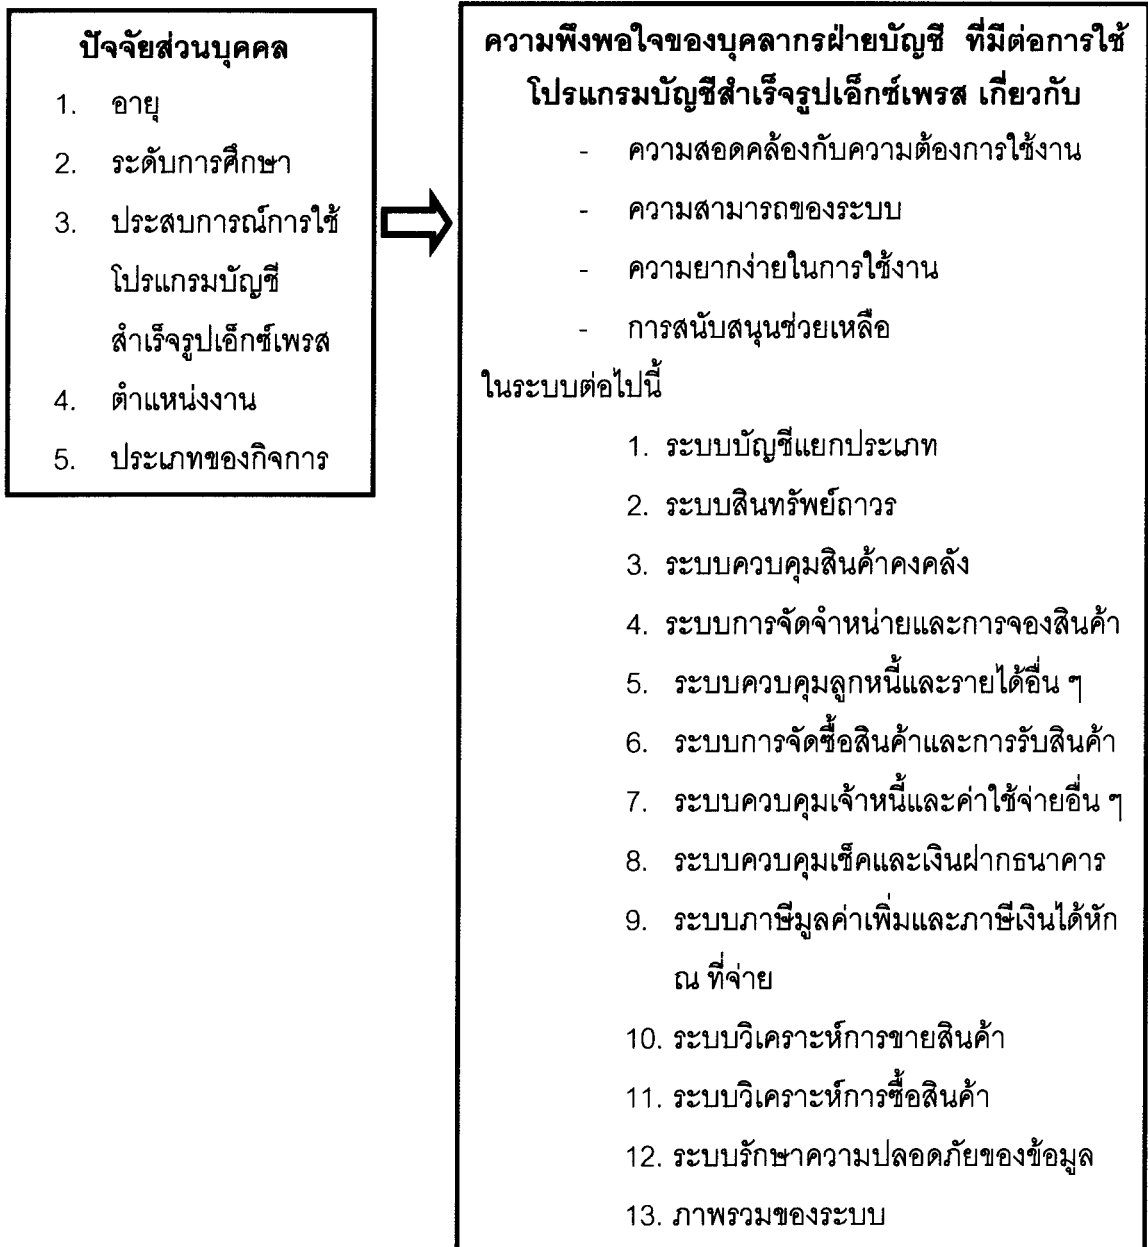 ปัจจัยส่วนบุคคล
1. อายุ
2. ระดับการศึกษา
3. ประสบการณ์การใช้
โปรแกรมบัญชี
สำเร็จรูปเอ็กซ์เพรส
4. ตำแหน่งงาน
5. ประเภทของกิจการ
ความพึงพอใจของบุคลากรฝ่ายบัญชี ที่มีต่อการใช้
โปรแกรมบัญชีสำเร็จรูปเอ็กซ์เพรส เกี่ยวกับ
- ความสอดคล้องกับความต้องการใช้งาน
- ความสามารถของระบบ
- ความยากง่ายในการใช้งาน
- การสนับสนุนช่วยเหลือ
ในระบบต่อไปนี้
1. ระบบบัญชีแยกประเภท
2. ระบบสินทรัพย์ถาวร
3. ระบบควบคุมสินค้าคงคลัง
4. ระบบการจัดจำหน่ายและการจองสินค้า
5. ระบบควบคุมลูกหนี้และรายได้อื่น ๆ
6. ระบบการจัดซื้อสินค้าและการรับสินค้า
7. ระบบควบคุมเจ้าหนี้และค่าใช้จ่ายอื่น ๆ
8. ระบบควบคุมเช็คและเงินฝากธนาคาร
9. ระบบภาษีมูลค่าเพิ่มและภาษีเงินได้หัก
ณ ที่จ่าย
10. ระบบวิเคราะห์การขายสินค้า
11. ระบบวิเคราะห์การซื้อสินค้า
12. ระบบรักษาความปลอดภัยของข้อมูล
13. ภาพรวมของระบบ